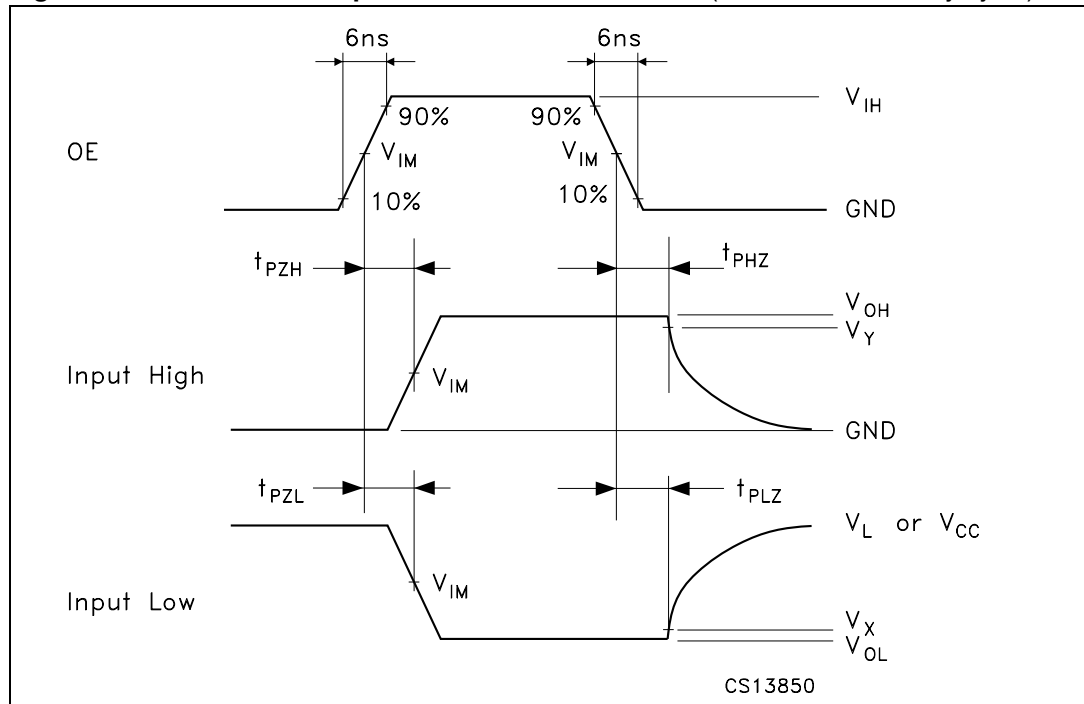 6ns 6ns
V_IH
90% 90%
OE V_IM V_IM
10% 10%
GND
t_PZH t_PHZ
V_OH
V_Y
Input High V_IM
GND
t_PZL t_PLZ
V_L or V_CC
V_IM
Input Low
V_X
V_OL
CS13850